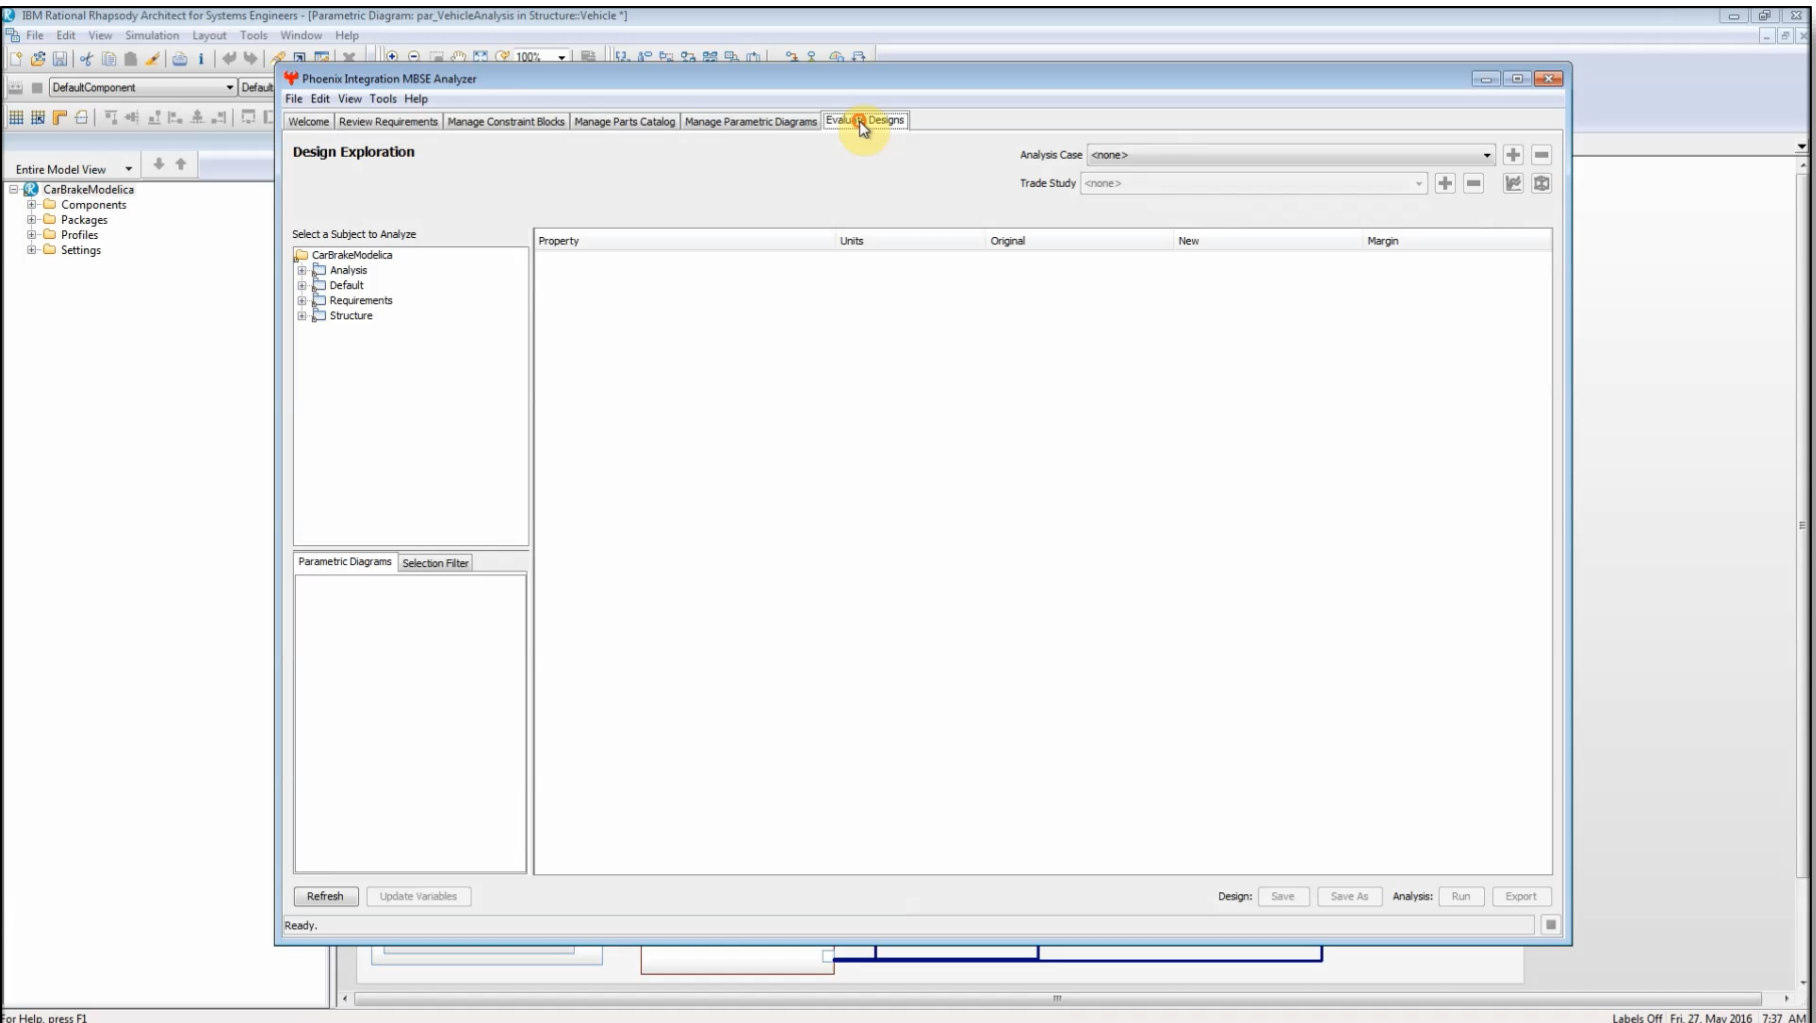 IBM Rational Rhapsody Architect for Systems Engineers - [Parametric Diagram: par_VehicleAnalysis in Structure::Vehicle *]
File Edit View Simulation Layout Tools Window Help
100%
DefaultComponent
Phoenix Integration MBSE Analyzer
File Edit View Tools Help
Welcome Review Requirements Manage Constraint Blocks Manage Parts Catalog Manage Parametric Diagrams Designs
Design Exploration
Analysis Case <none>
Trade Study <none>
Entire Model View
CarBrakeModelica
Components
Packages
Profiles
Settings
Select a Subject to Analyze
CarBrakeModelica
Analysis
Default
Requirements
Structure
Property Units Original New Margin
Parametric Diagrams Selection Filter
Refresh Update Variables Design: Save Save As Analysis: Run Export
Ready.
For Help, press F1
Labels Off Fri, 27, May 2016 7:37 AM